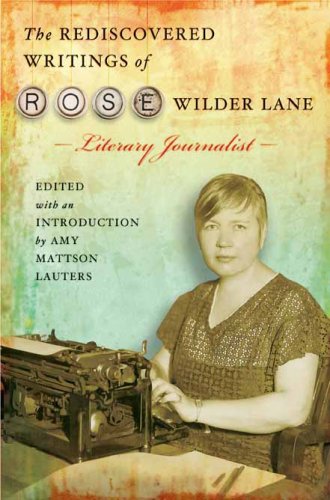 The REDISCOVERED
WRITINGS of
ROSE WILDER LANE
– Literary Journalist –
EDITED
with an
INTRODUCTION
by AMY
MATTSON
LAUTERS